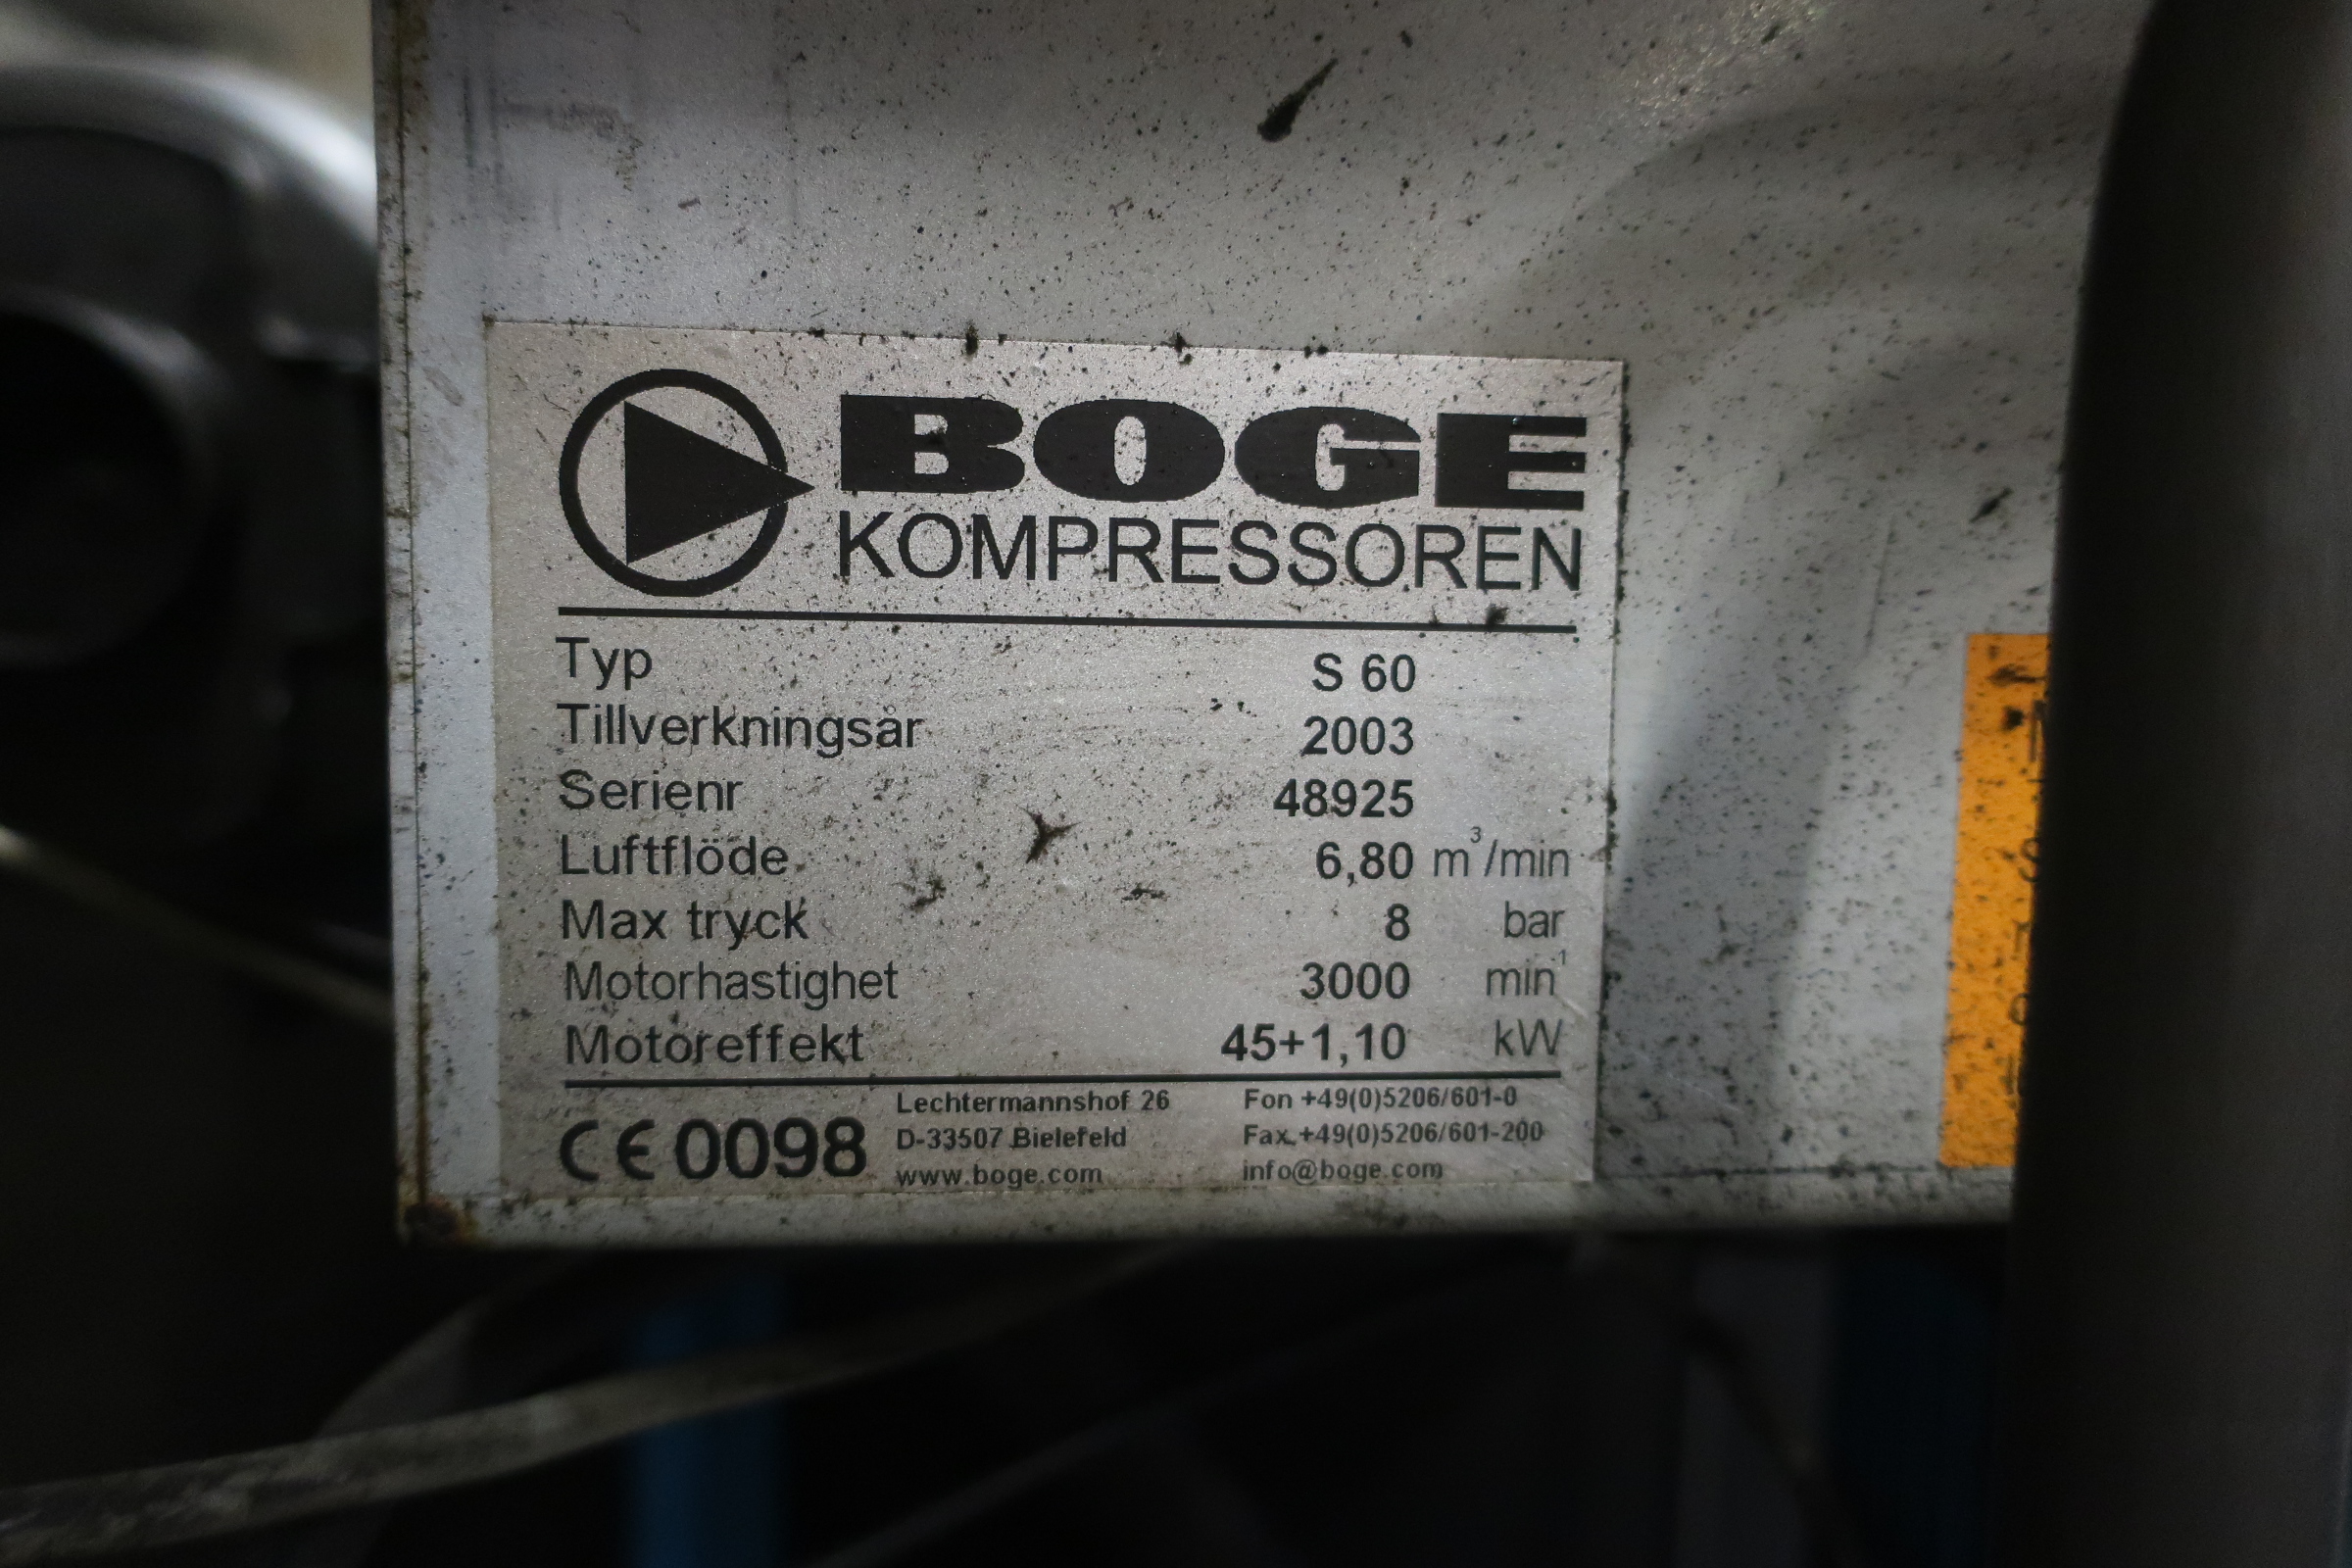 BOGE
KOMPRESSOREN
Typ S 60
Tillverkningsår 2003
Serienr 48925
Luftflöde 6,80 m³/min
Max tryck 8 bar
Motorhastighet 3000 min¹
Motoreffekt 45+1,10 kW
CE 0098
Lechtermannshof 26
D-33507 Bielefeld
www.boge.com
Fon +49(0)5206/601-0
Fax +49(0)5206/601-200
info@boge.com